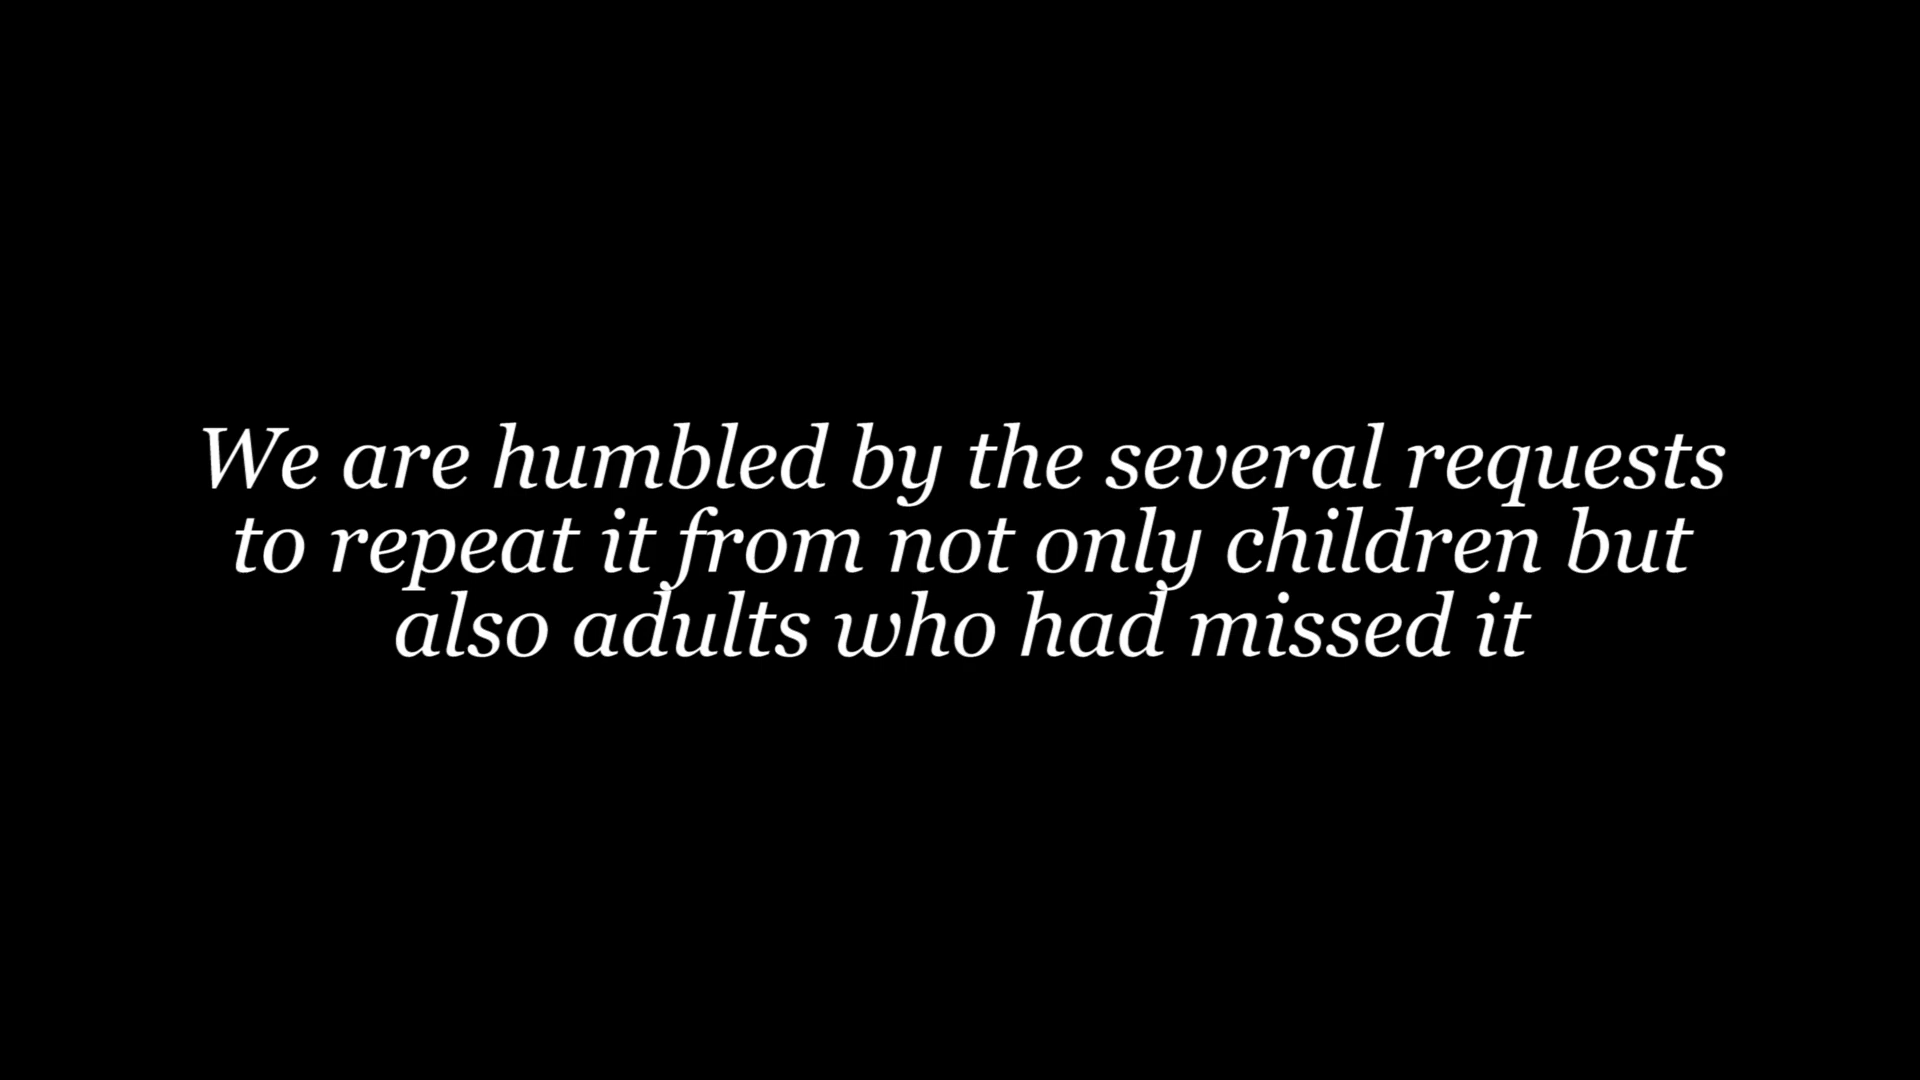 We are humbled by the several requests
to repeat it from not only children but
also adults who had missed it